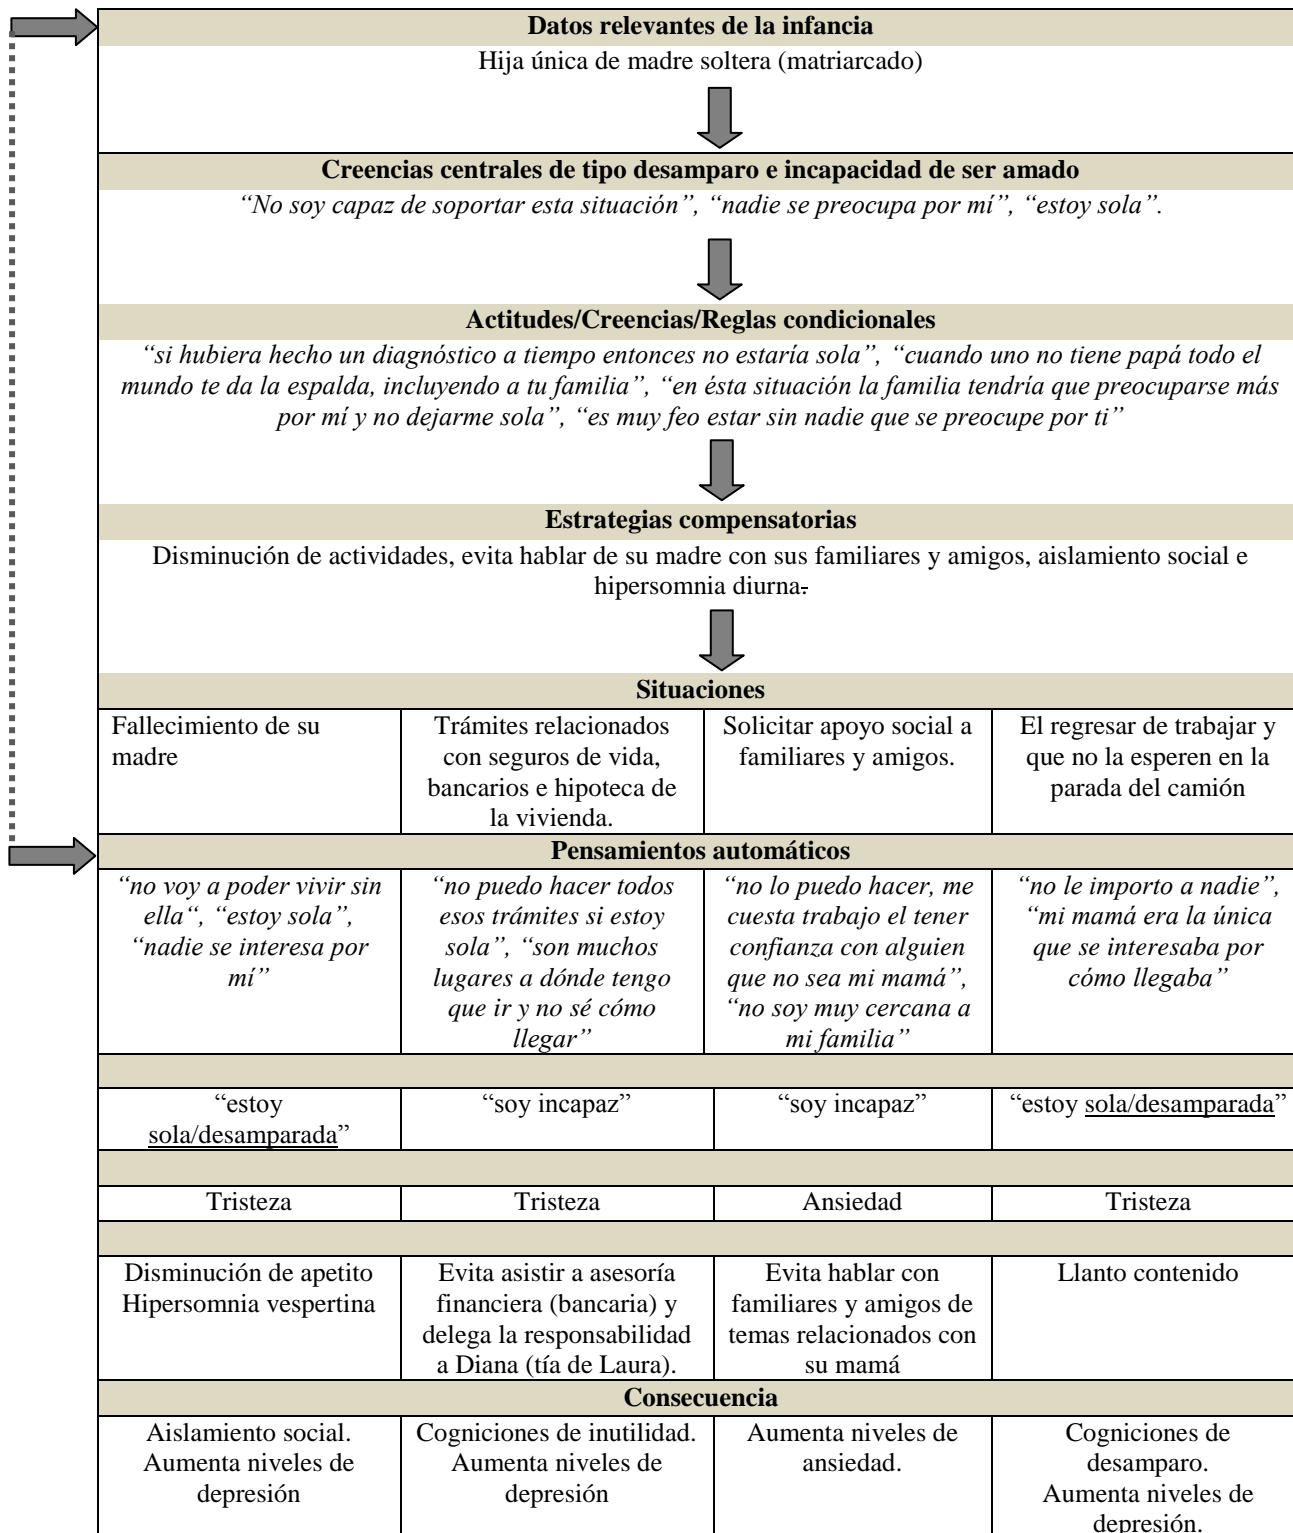 Datos relevantes de la infancia
Hija única de madre soltera (matriarcado)
Creencias centrales de tipo desamparo e incapacidad de ser amado
“No soy capaz de soportar esta situación”, “nadie se preocupa por mí”, “estoy sola”.
Actitudes/Creencias/Reglas condicionales
“si hubiera hecho un diagnóstico a tiempo entonces no estaría sola”, “cuando uno no tiene papá todo el
mundo te da la espalda, incluyendo a tu familia”, “en ésta situación la familia tendría que preocuparse más
por mí y no dejarme sola”, “es muy feo estar sin nadie que se preocupe por ti”
Estrategias compensatorias
Disminución de actividades, evita hablar de su madre con sus familiares y amigos, aislamiento social e
hipersomnia diurna.
Situaciones
Fallecimiento de su
madre
Trámites relacionados
con seguros de vida,
bancarios e hipoteca de
la vivienda.
Solicitar apoyo social a
familiares y amigos.
El regresar de trabajar y
que no la esperen en la
parada del camión
Pensamientos automáticos
“no voy a poder vivir sin
ella“, “estoy sola”,
“nadie se interesa por
mí”
“no puedo hacer todos
esos trámites si estoy
sola”, “son muchos
lugares a dónde tengo
que ir y no sé cómo
llegar”
“no lo puedo hacer, me
cuesta trabajo el tener
confianza con alguien
que no sea mi mamá”,
“no soy muy cercana a
mi familia”
“no le importo a nadie”,
“mi mamá era la única
que se interesaba por
cómo llegaba”
“estoy
sola/desamparada”
“soy incapaz”
“soy incapaz”
“estoy sola/desamparada”
Tristeza
Tristeza
Ansiedad
Tristeza
Disminución de apetito
Hipersomnia vespertina
Evita asistir a asesoría
financiera (bancaria) y
delega la responsabilidad
a Diana (tía de Laura).
Evita hablar con
familiares y amigos de
temas relacionados con
su mamá
Llanto contenido
Consecuencia
Aislamiento social.
Aumenta niveles de
depresión
Cogniciones de inutilidad.
Aumenta niveles de
depresión
Aumenta niveles de
ansiedad.
Cogniciones de
desamparo.
Aumenta niveles de
depresión.